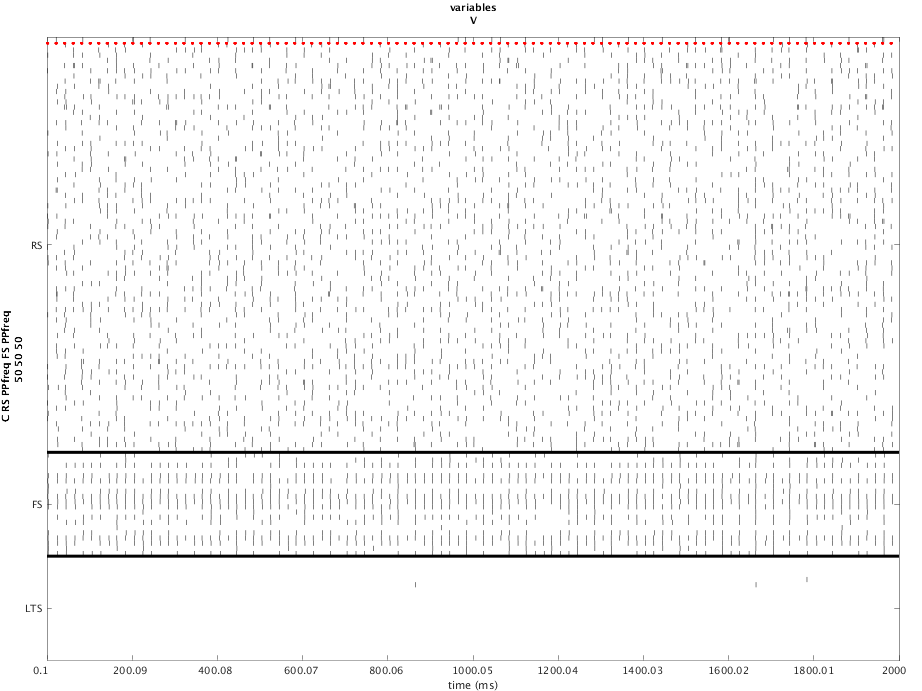 variables
V
C RS PPfreq FS PPfreq
50 50 50
RS
FS
LTS
0.1 200.09 400.08 600.07 800.06 1000.05 1200.04 1400.03 1600.02 1800.01 2000
time (ms)